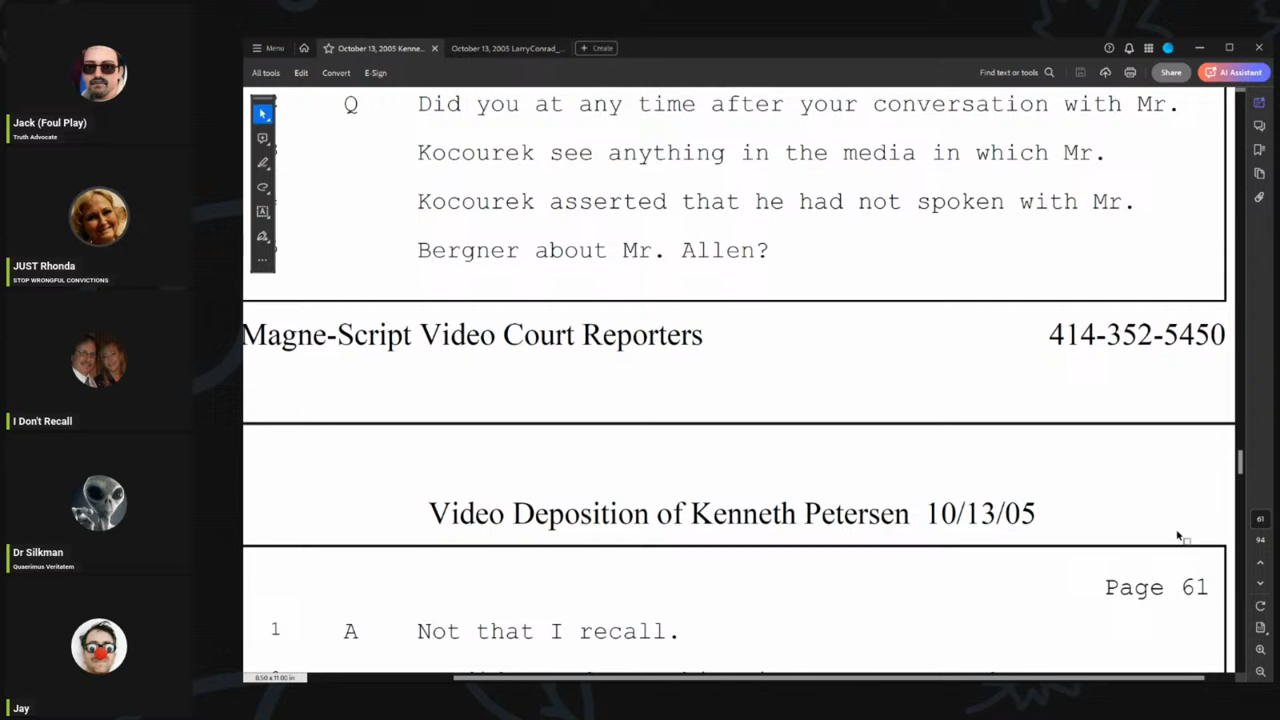 Jack (Foul Play)
Truth Advocate
JUST Rhonda
STOP WRONGFUL CONVICTIONS
I Don't Recall
Dr Silkman
Quaerimus Veritatem
Jay
Menu
October 13, 2005 Kenne...
October 13, 2005 LarryConrad_...
+ Create
All tools Edit Convert E-Sign
Find text or tools
Share
AI Assistant
Q Did you at any time after your conversation with Mr.
Kocourek see anything in the media in which Mr.
Kocourek asserted that he had not spoken with Mr.
Bergner about Mr. Allen?
Magne-Script Video Court Reporters 414-352-5450
Video Deposition of Kenneth Petersen 10/13/05
Page 61
1 A Not that I recall.
8.50 x 11.00 in
61
94